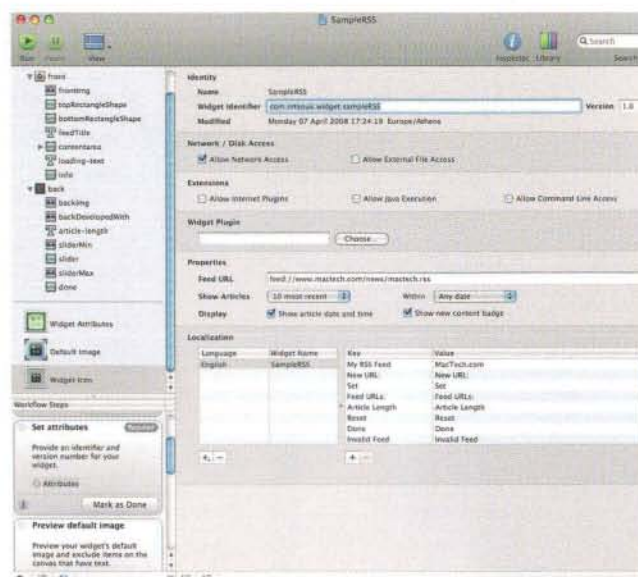 SampleRSS
Run Pause View Inspector Library Search
Search
front
frontImg
topRectangleShape
bottomRectangleShape
feedTitle
contentarea
loading-text
info
back
backImg
backDevelopedWith
article-length
sliderMin
slider
sliderMax
done
Widget Attributes
Default Image
Widget Icon
Workflow Steps
Set attributes Required
Provide an identifier and
version number for your
widget.
Attributes
Mark as Done
Preview default image
Preview your widget's default
image and exclude items on the
canvas that have text.
Identity
Name SampleRSS
Widget Identifier Version 1.0
Modified Monday 07 April 2008 17:24:19 Europe/Athens
Network / Disk Access
Allow Network Access Allow External File Access
Extensions
Allow Internet Plugins Allow Java Execution Allow Command Line Access
Widget Plugin
Choose...
Properties
Feed URL feed://www.mactech.com/news/mactech.rss
Show Articles 10 most recent Within Any date
Display Show article date and time Show new content badge
Localization
Language Widget Name Key Value
English SampleRSS My RSS Feed MacTech.com
New URL: New URL:
Set Set
Feed URLs: Feed URLs:
Article Length Article Length
Reset Reset
Done Done
Invalid Feed Invalid Feed